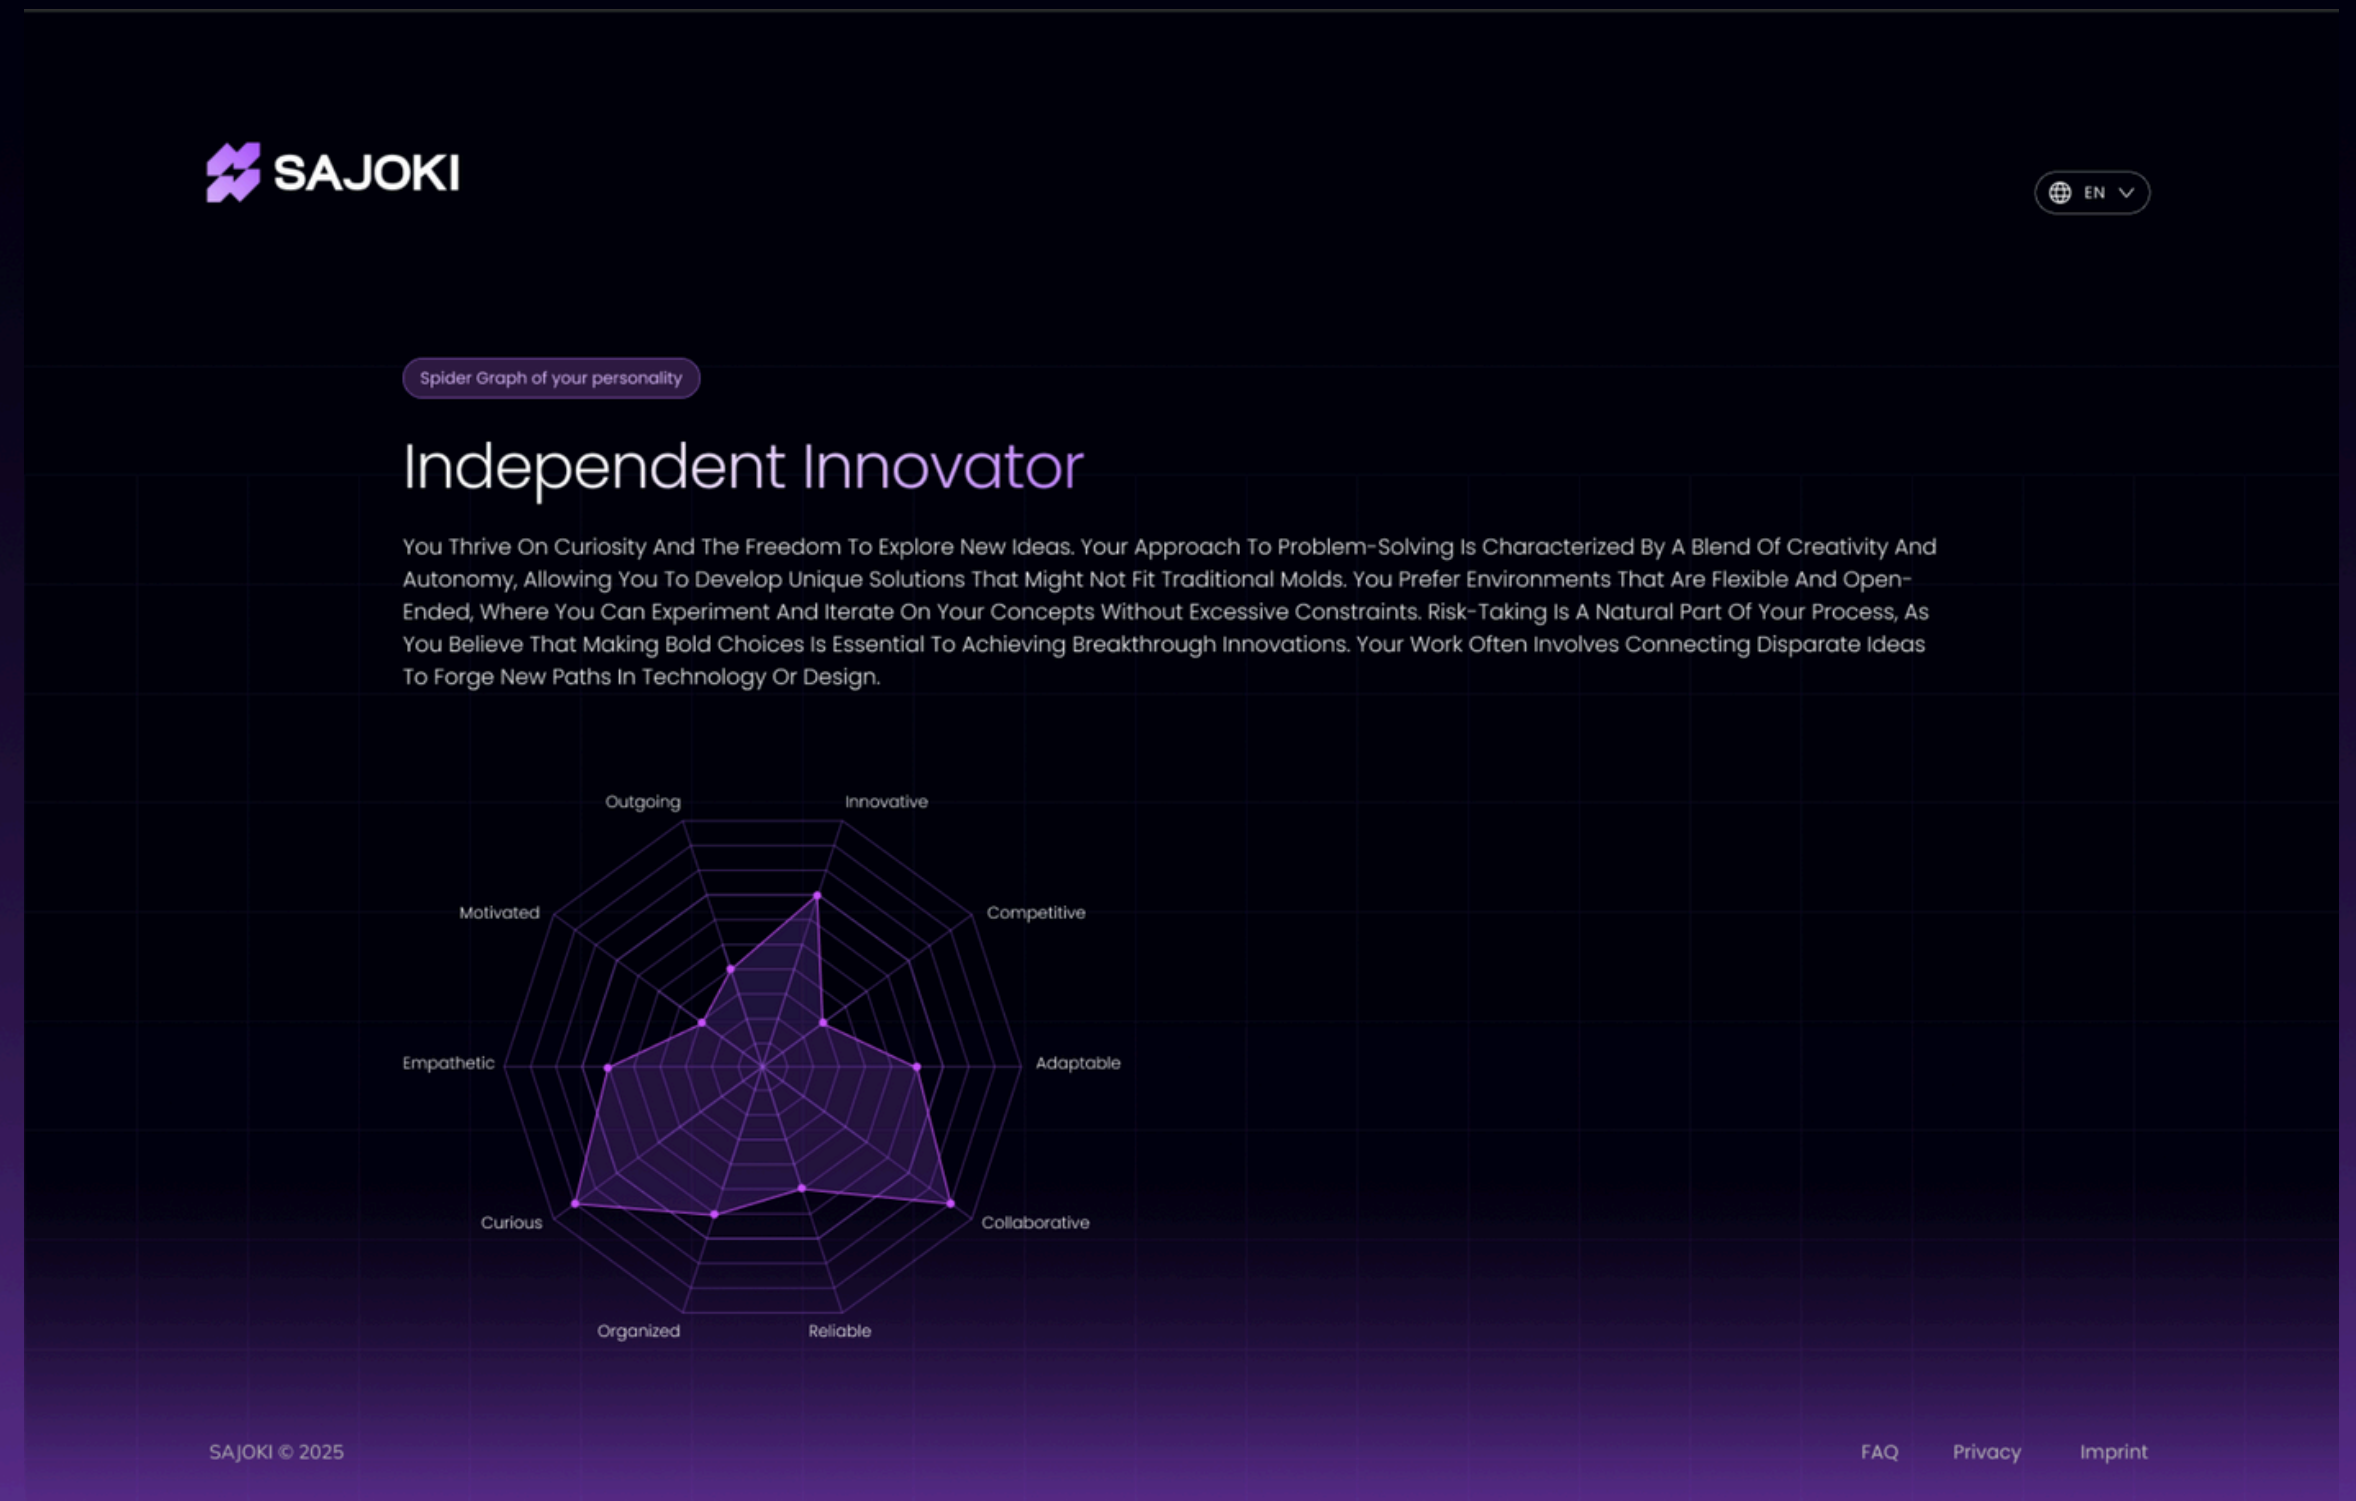 SAJOKI
EN
Spider Graph of your personality
Independent Innovator
You Thrive On Curiosity And The Freedom To Explore New Ideas. Your Approach To Problem-Solving Is Characterized By A Blend Of Creativity And
Autonomy, Allowing You To Develop Unique Solutions That Might Not Fit Traditional Molds. You Prefer Environments That Are Flexible And Open-
Ended, Where You Can Experiment And Iterate On Your Concepts Without Excessive Constraints. Risk-Taking Is A Natural Part Of Your Process, As
You Believe That Making Bold Choices Is Essential To Achieving Breakthrough Innovations. Your Work Often Involves Connecting Disparate Ideas
To Forge New Paths In Technology Or Design.
Outgoing
Innovative
Motivated
Competitive
Empathetic
Adaptable
Curious
Collaborative
Organized
Reliable
SAJOKI © 2025
FAQ
Privacy
Imprint